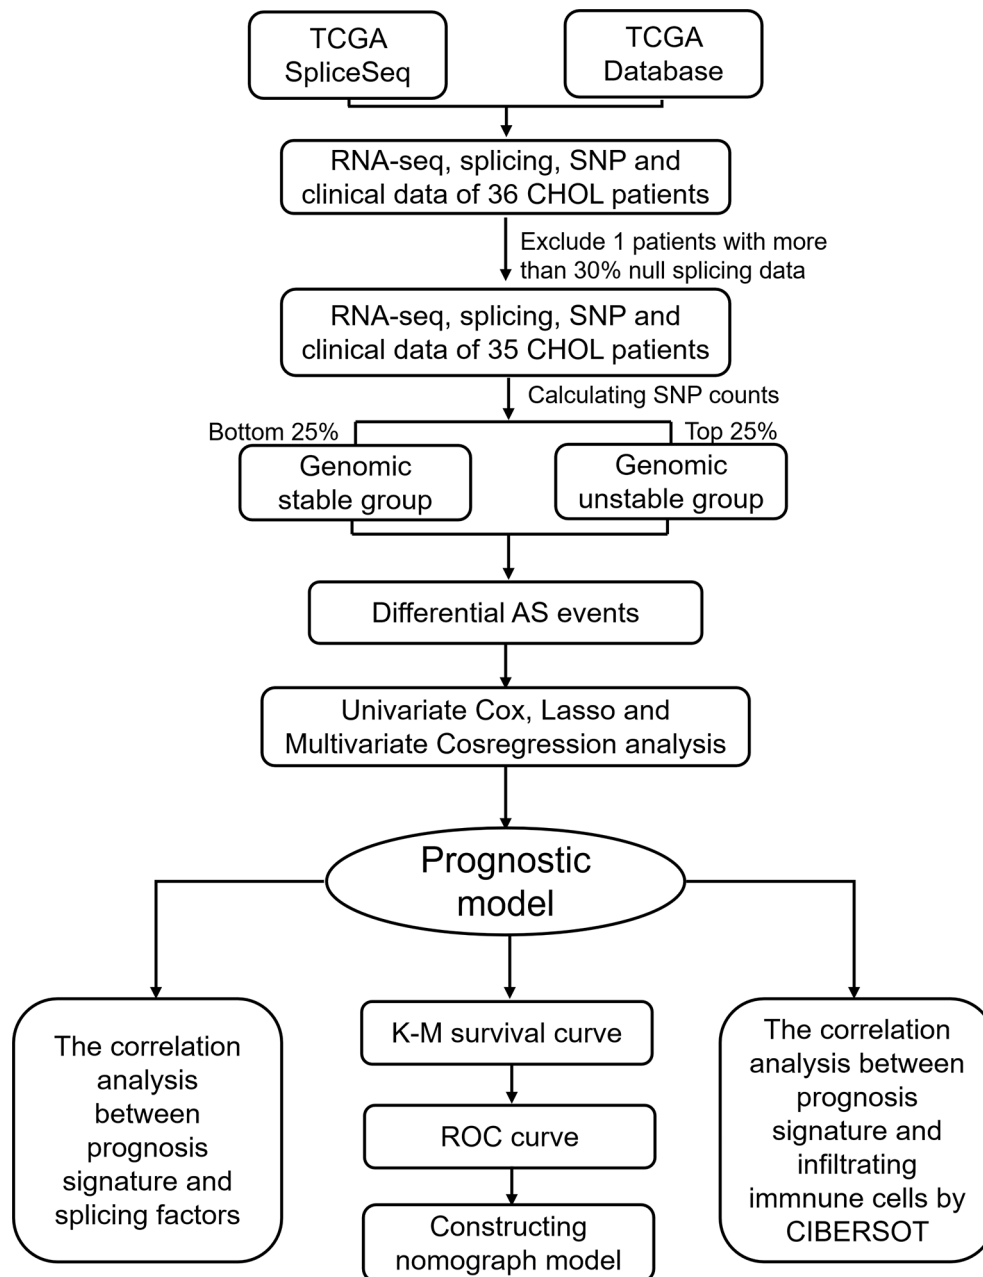 TCGA
SpliceSeq
TCGA
Database
RNA-seq, splicing, SNP and
clinical data of 36 CHOL patients
Exclude 1 patients with more
than 30% null splicing data
RNA-seq, splicing, SNP and
clinical data of 35 CHOL patients
Calculating SNP counts
Bottom 25%
Top 25%
Genomic
stable group
Genomic
unstable group
Differential AS events
Univariate Cox, Lasso and
Multivariate Cosregression analysis
Prognostic
model
The correlation
analysis
between
prognosis
signature and
splicing factors
K-M survival curve
ROC curve
Constructing
nomograph model
The correlation
analysis between
prognosis
signature and
infiltrating
immnune cells by
CIBERSOT